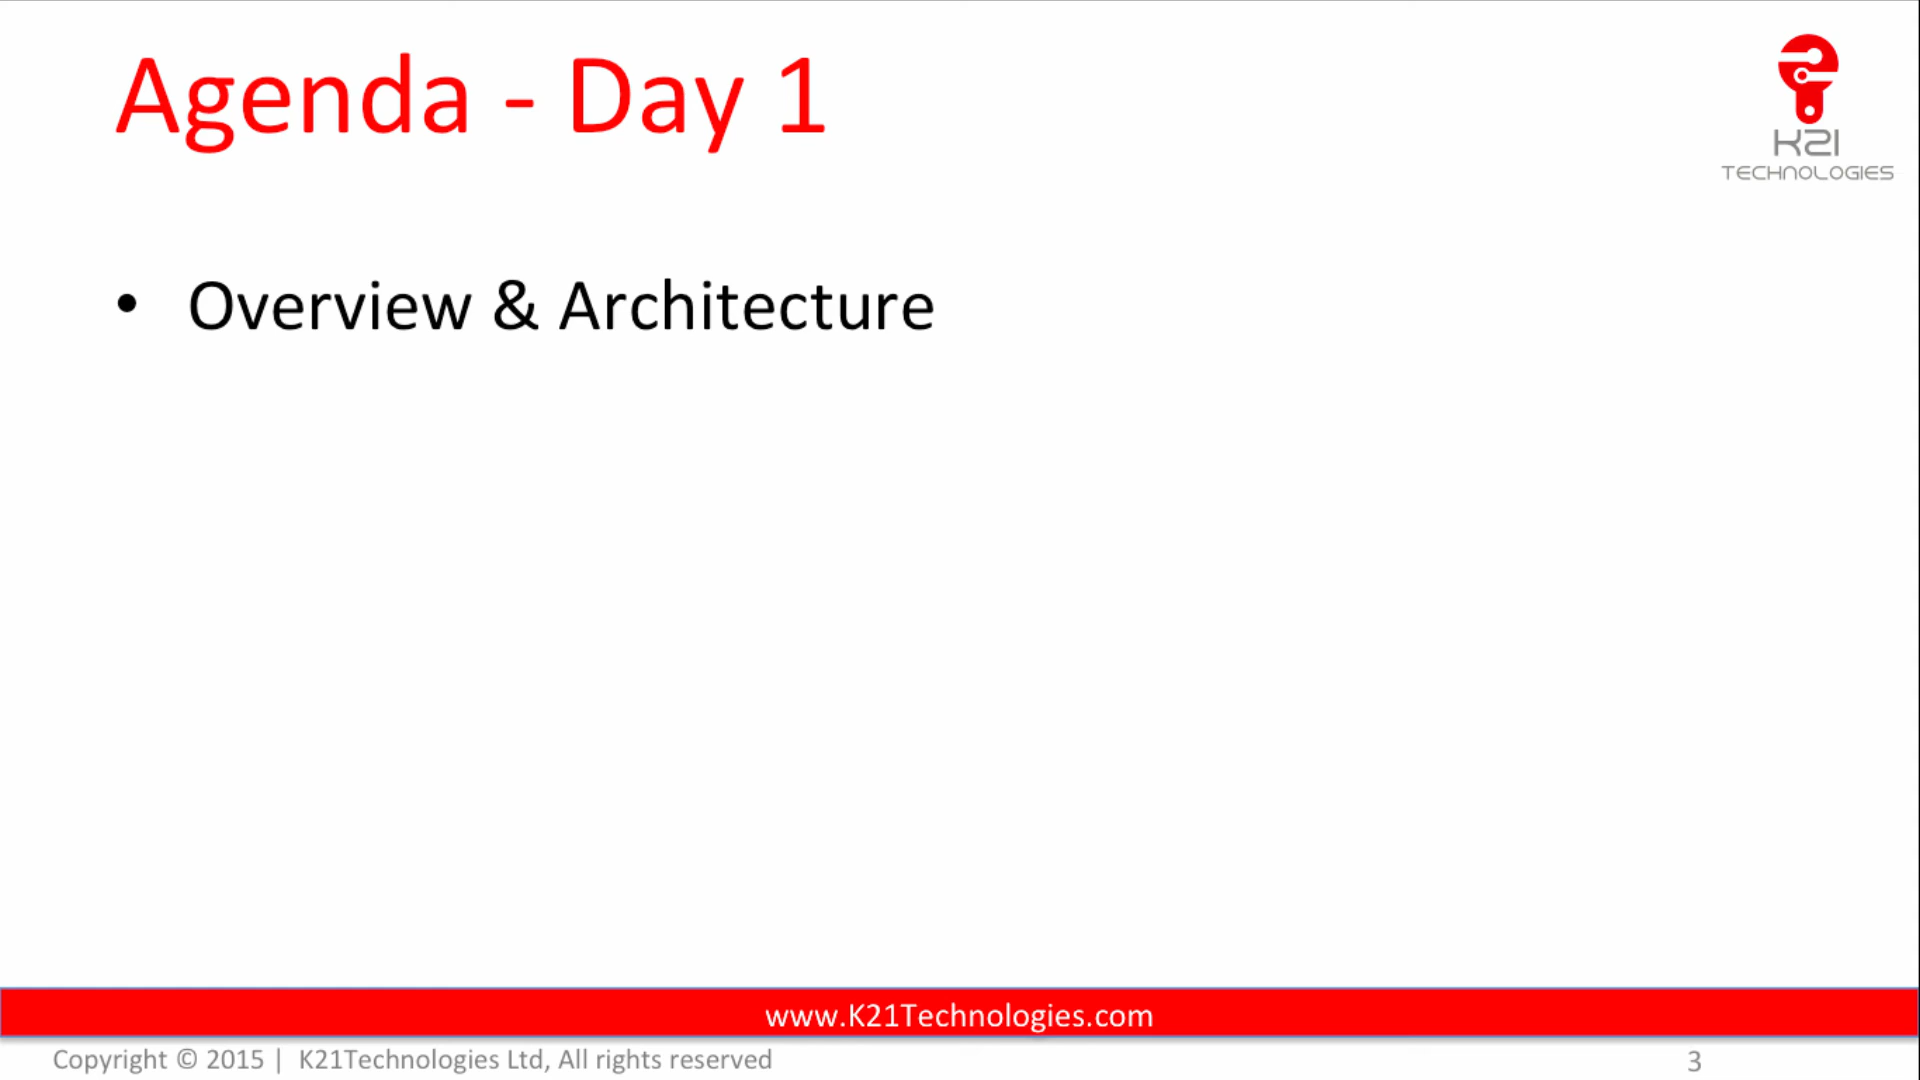 Agenda - Day 1
K21
TECHNOLOGIES
• Overview & Architecture
www.K21Technologies.com
Copyright © 2015 | K21Technologies Ltd, All rights reserved
3